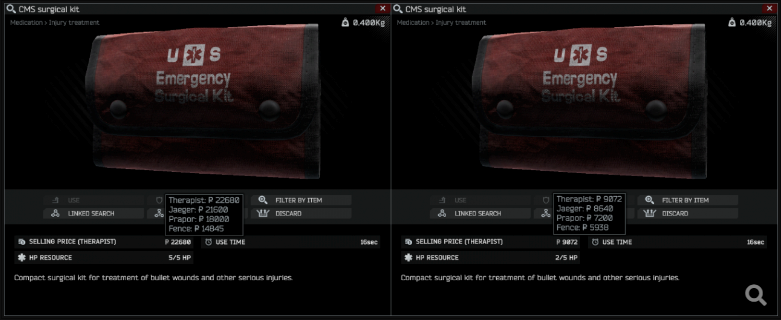 CMS surgical kit
Medication > Injury treatment
0.400Kg
U S
Emergency
Surgical Kit
USE
Therapist: ₽ 22680
Jaeger: ₽ 21600
Prapor: ₽ 18000
Fence: ₽ 14845
FILTER BY ITEM
LINKED SEARCH
DISCARD
SELLING PRICE (THERAPIST) ₽ 22680
USE TIME 16sec
HP RESOURCE 5/5 HP
Compact surgical kit for treatment of bullet wounds and other serious injuries.
CMS surgical kit
Medication > Injury treatment
0.400Kg
U S
Emergency
Surgical Kit
USE
Therapist: ₽ 9072
Jaeger: ₽ 8640
Prapor: ₽ 7200
Fence: ₽ 5938
FILTER BY ITEM
LINKED SEARCH
DISCARD
SELLING PRICE (THERAPIST) ₽ 9072
USE TIME 16sec
HP RESOURCE 2/5 HP
Compact surgical kit for treatment of bullet wounds and other serious injuries.